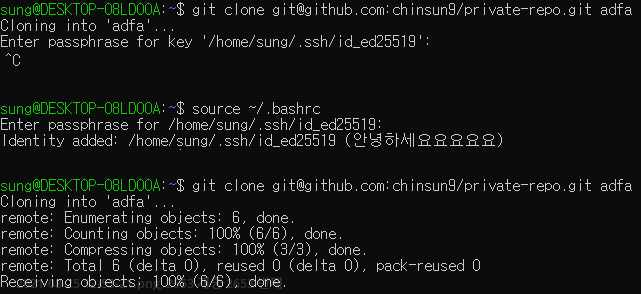 sung@DESKTOP-08LDOOA:~$ git clone git@github.com:chinsun9/private-repo.git adfa
Cloning into 'adfa'...
Enter passphrase for key '/home/sung/.ssh/id_ed25519':
^C
sung@DESKTOP-08LDOOA:~$ source ~/.bashrc
Enter passphrase for /home/sung/.ssh/id_ed25519:
Identity added: /home/sung/.ssh/id_ed25519 (안녕하세요요요요요)
sung@DESKTOP-08LDOOA:~$ git clone git@github.com:chinsun9/private-repo.git adfa
Cloning into 'adfa'...
remote: Enumerating objects: 6, done.
remote: Counting objects: 100% (6/6), done.
remote: Compressing objects: 100% (3/3), done.
remote: Total 6 (delta 0), reused 0 (delta 0), pack-reused 0
Receiving objects: 100% (6/6), done.